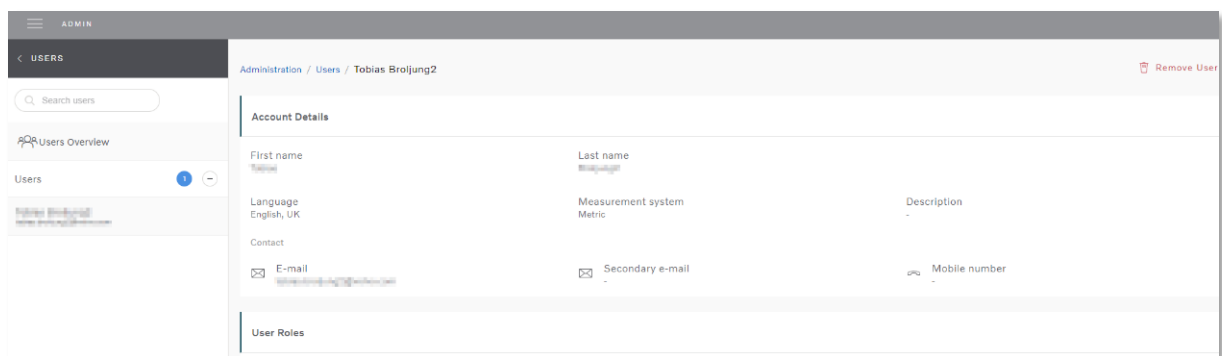 ADMIN
< USERS
Administration / Users / Tobias Broljung2
Remove User
Search users
Account Details
Users Overview
First name
Last name
Users
1
Language
Measurement system
Description
English, UK
Metric
-
Contact
E-mail
Secondary e-mail
Mobile number
-
-
User Roles